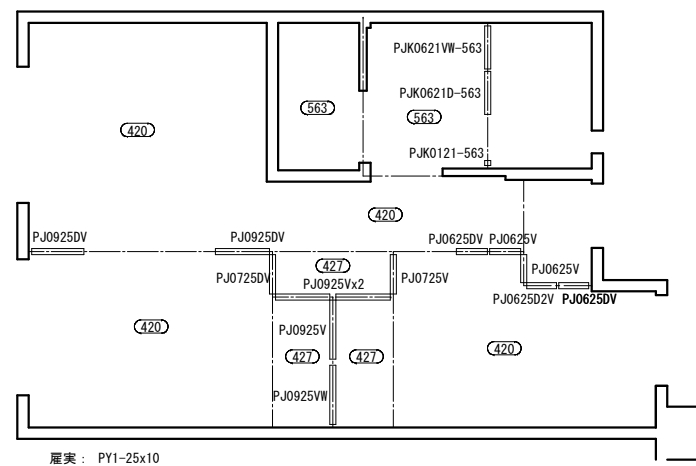 PJK0621VW-563
PJK0621D-563
563
563
420
PJK0121-563
420
PJ0925DV
PJ0925DV
PJ0625DV
PJ0625V
427
PJ0625V
PJ0725DV
PJ0925Vx2
PJ0725V
PJ0625D2V
PJ0625DV
420
PJ0925V
427
427
420
PJ0925VW
雇実： PY1-25x10